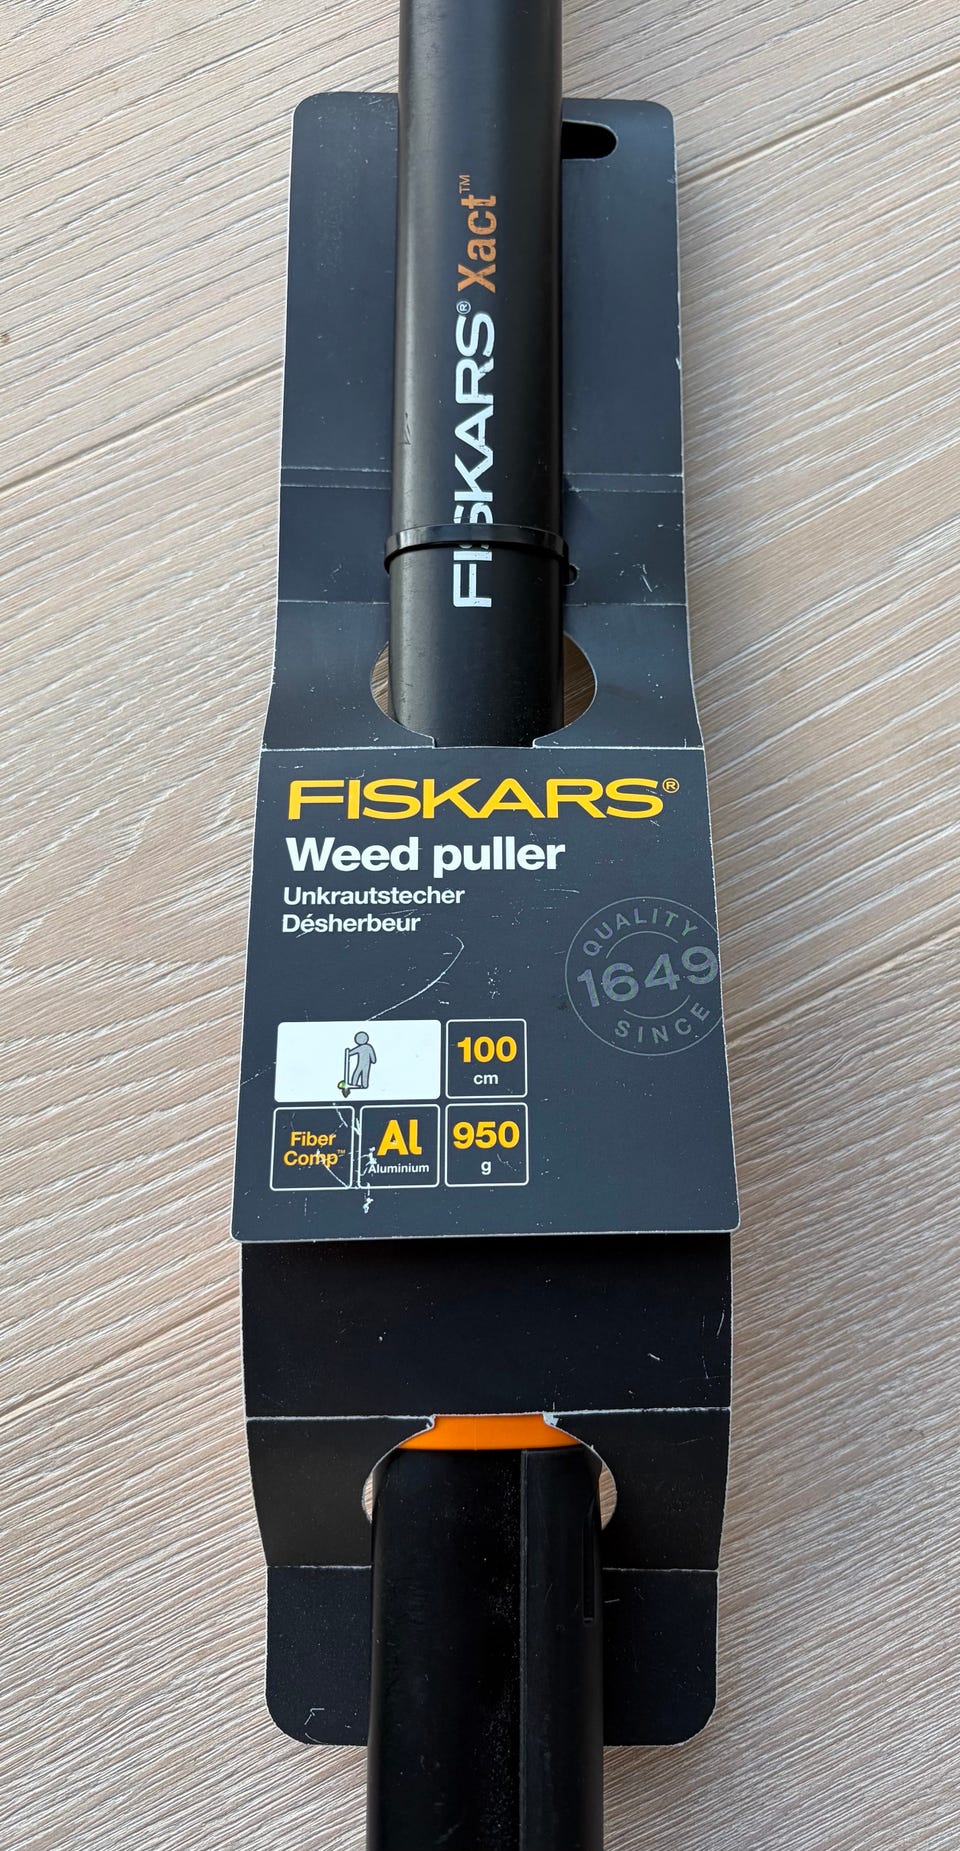 FISKARS® Xact™
FISKARS®
Weed puller
Unkrautstecher
Désherbeur
QUALITY
1649
SINCE
100
cm
Fiber
Comp™
Al
Aluminium
950
g